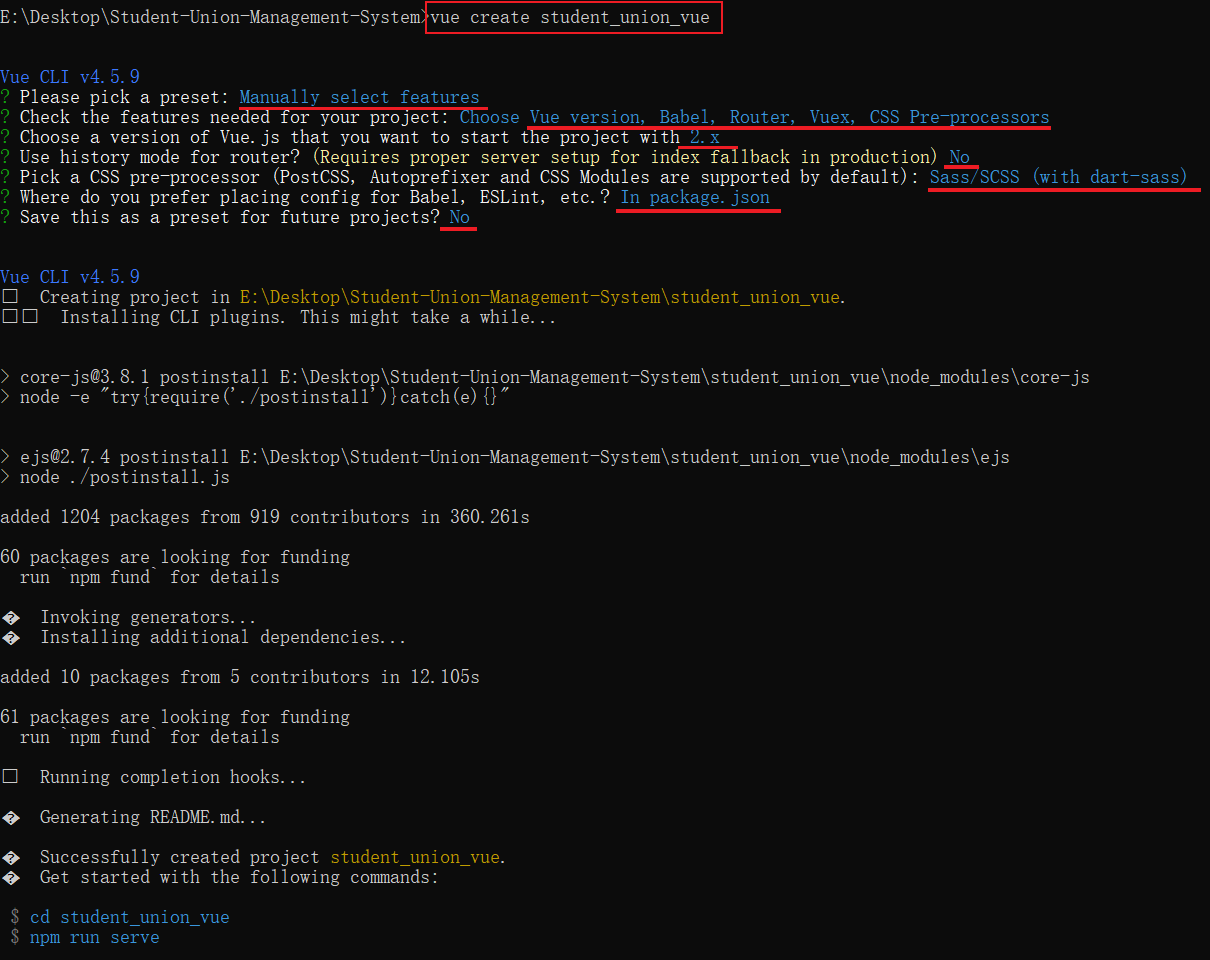 E:\Desktop\Student-Union-Management-System>vue create student_union_vue
Vue CLI v4.5.9
? Please pick a preset: Manually select features
? Check the features needed for your project: Choose Vue version, Babel, Router, Vuex, CSS Pre-processors
? Choose a version of Vue.js that you want to start the project with 2.x
? Use history mode for router? (Requires proper server setup for index fallback in production) No
? Pick a CSS pre-processor (PostCSS, Autoprefixer and CSS Modules are supported by default): Sass/SCSS (with dart-sass)
? Where do you prefer placing config for Babel, ESLint, etc.? In package.json
? Save this as a preset for future projects? No
Vue CLI v4.5.9
□  Creating project in E:\Desktop\Student-Union-Management-System\student_union_vue.
□□  Installing CLI plugins. This might take a while...
> core-js@3.8.1 postinstall E:\Desktop\Student-Union-Management-System\student_union_vue\node_modules\core-js
> node -e "try{require('./postinstall')}catch(e){}"
> ejs@2.7.4 postinstall E:\Desktop\Student-Union-Management-System\student_union_vue\node_modules\ejs
> node ./postinstall.js
added 1204 packages from 919 contributors in 360.261s
60 packages are looking for funding
  run `npm fund` for details
�  Invoking generators...
�  Installing additional dependencies...
added 10 packages from 5 contributors in 12.105s
61 packages are looking for funding
  run `npm fund` for details
□  Running completion hooks...
�  Generating README.md...
�  Successfully created project student_union_vue.
�  Get started with the following commands:
$ cd student_union_vue
$ npm run serve